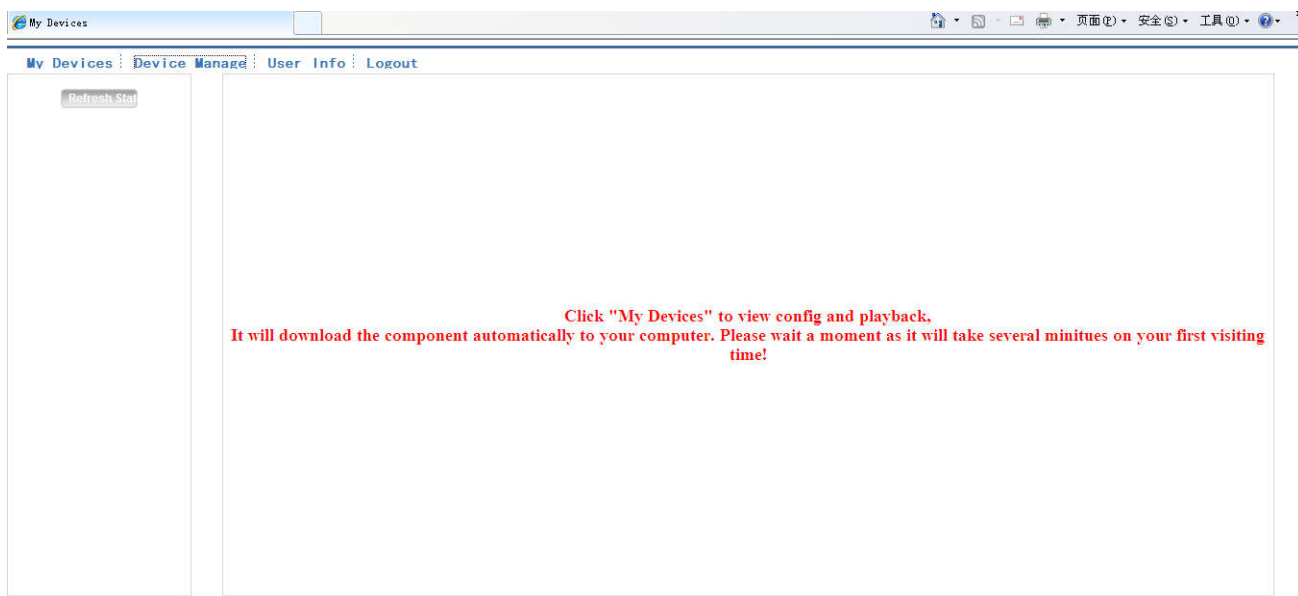 My Devices
页面(P) 安全(S) 工具(O)
My Devices Device Manage User Info Logout
Refresh Stat
Click "My Devices" to view config and playback,
It will download the component automatically to your computer. Please wait a moment as it will take several minitues on your first visiting
time!